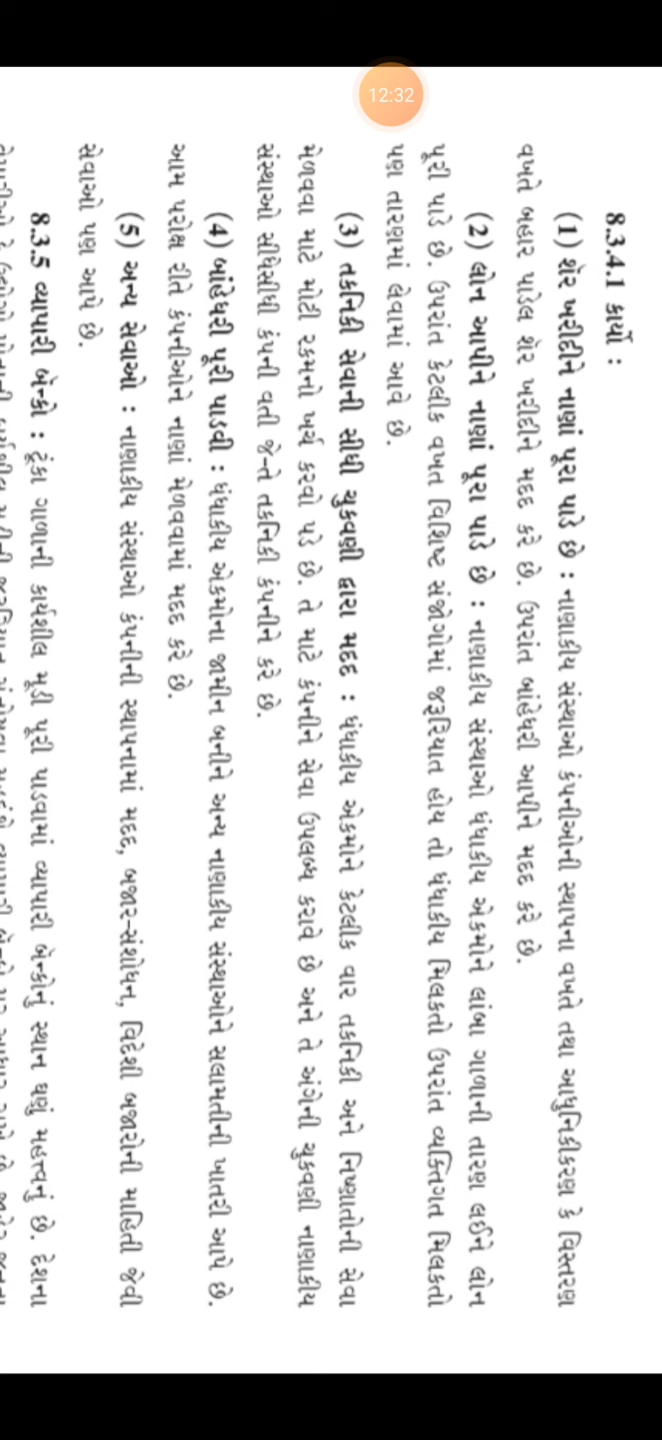 12:32
8.3.4.1 કાર્યો :
(1) શેર ખરીદીને નાણાં પૂરા પાડે છે : નાણાકીય સંસ્થાઓ કંપનીઓની સ્થાપના વખતે તથા આધુનિકીકરણ કે વિસ્તરણ
વખતે બહાર પાડેલ શેર ખરીદીને મદદ કરે છે. ઉપરાંત બાંહેધરી આપીને મદદ કરે છે.
(2) લોન આપીને નાણાં પૂરા પાડે છે : નાણાકીય સંસ્થાઓ ધંધાકીય એકમોને લાંબા ગાળાની તારણ લઈને લોન
પૂરી પાડે છે. ઉપરાંત કેટલીક વખત વિશિષ્ટ સંજોગોમાં જરૂરિયાત હોય તો ધંધાકીય મિલકતો ઉપરાંત વ્યક્તિગત મિલકતો
પણ તારણમાં લેવામાં આવે છે.
(3) તકનિકી સેવાની સીધી ચુકવણી દ્વારા મદદ : ધંધાકીય એકમોને કેટલીક વાર તકનિકી અને નિષ્ણાતોની સેવા
મેળવવા માટે મોટી રકમનો ખર્ચ કરવો પડે છે. તે માટે કંપનીને સેવા ઉપલબ્ધ કરાવે છે અને તે અંગેની ચુકવણી નાણાકીય
સંસ્થાઓ સીધેસીધી કંપની વતી જે-તે તકનિકી કંપનીને કરે છે.
(4) બાંહેધરી પૂરી પાડવી : ધંધાકીય એકમોના જામીન બનીને અન્ય નાણાકીય સંસ્થાઓને સલામતીની ખાતરી આપે છે.
આમ પરોક્ષ રીતે કંપનીઓને નાણાં મેળવવામાં મદદ કરે છે.
(5) અન્ય સેવાઓ : નાણાકીય સંસ્થાઓ કંપનીની સ્થાપનામાં મદદ, બજાર-સંશોધન, વિદેશી બજારોની માહિતી જેવી
સેવાઓ પણ આપે છે.
8.3.5 વ્યાપારી બેન્કો : ટૂંકા ગાળાની કાર્યશીલ મૂડી પૂરી પાડવામાં વ્યાપારી બેન્કોનું સ્થાન ઘણું મહત્ત્વનું છે. દેશના